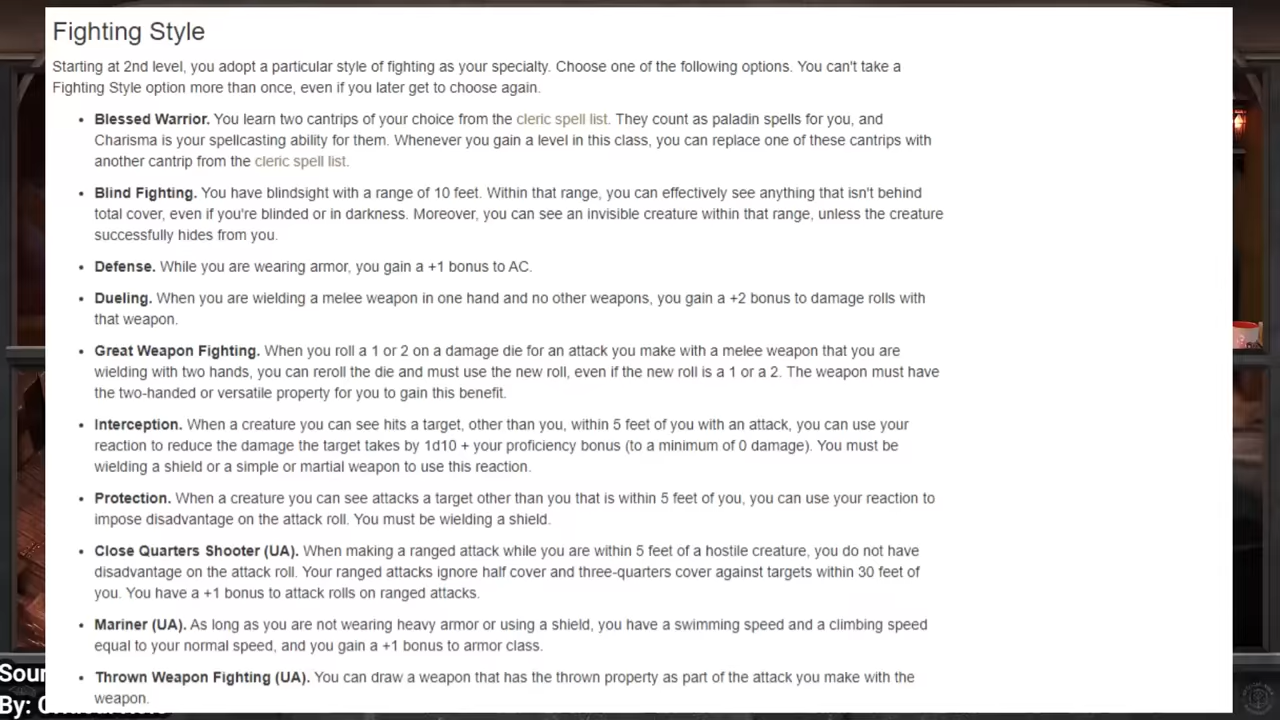 Fighting Style
Starting at 2nd level, you adopt a particular style of fighting as your specialty. Choose one of the following options. You can't take a
Fighting Style option more than once, even if you later get to choose again.
• Blessed Warrior. You learn two cantrips of your choice from the cleric spell list. They count as paladin spells for you, and
Charisma is your spellcasting ability for them. Whenever you gain a level in this class, you can replace one of these cantrips with
another cantrip from the cleric spell list.
• Blind Fighting. You have blindsight with a range of 10 feet. Within that range, you can effectively see anything that isn't behind
total cover, even if you're blinded or in darkness. Moreover, you can see an invisible creature within that range, unless the creature
successfully hides from you.
• Defense. While you are wearing armor, you gain a +1 bonus to AC.
• Dueling. When you are wielding a melee weapon in one hand and no other weapons, you gain a +2 bonus to damage rolls with
that weapon.
• Great Weapon Fighting. When you roll a 1 or 2 on a damage die for an attack you make with a melee weapon that you are
wielding with two hands, you can reroll the die and must use the new roll, even if the new roll is a 1 or a 2. The weapon must have
the two-handed or versatile property for you to gain this benefit.
• Interception. When a creature you can see hits a target, other than you, within 5 feet of you with an attack, you can use your
reaction to reduce the damage the target takes by 1d10 + your proficiency bonus (to a minimum of 0 damage). You must be
wielding a shield or a simple or martial weapon to use this reaction.
• Protection. When a creature you can see attacks a target other than you that is within 5 feet of you, you can use your reaction to
impose disadvantage on the attack roll. You must be wielding a shield.
• Close Quarters Shooter (UA). When making a ranged attack while you are within 5 feet of a hostile creature, you do not have
disadvantage on the attack roll. Your ranged attacks ignore half cover and three-quarters cover against targets within 30 feet of
you. You have a +1 bonus to attack rolls on ranged attacks.
• Mariner (UA). As long as you are not wearing heavy armor or using a shield, you have a swimming speed and a climbing speed
equal to your normal speed, and you gain a +1 bonus to armor class.
• Thrown Weapon Fighting (UA). You can draw a weapon that has the thrown property as part of the attack you make with the
weapon.
Sour
By: